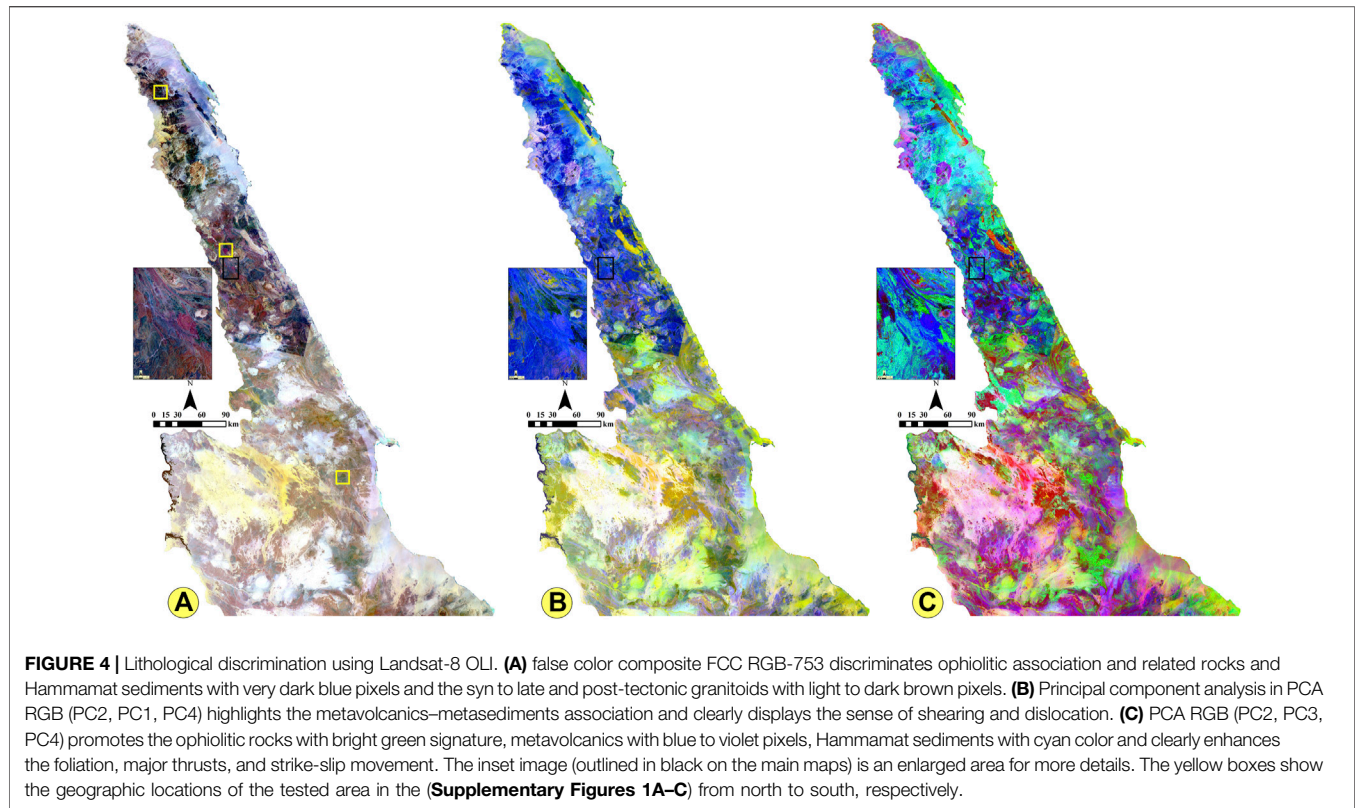 N
0 15 30 60 90
km
N
0 15 30 60 90
km
N
0 15 30 60 90
km
A
B
C
FIGURE 4 | Lithological discrimination using Landsat-8 OLI. (A) false color composite FCC RGB-753 discriminates ophiolitic association and related rocks and
Hammamat sediments with very dark blue pixels and the syn to late and post-tectonic granitoids with light to dark brown pixels. (B) Principal component analysis in PCA
RGB (PC2, PC1, PC4) highlights the metavolcanics–metasediments association and clearly displays the sense of shearing and dislocation. (C) PCA RGB (PC2, PC3,
PC4) promotes the ophiolitic rocks with bright green signature, metavolcanics with blue to violet pixels, Hammamat sediments with cyan color and clearly enhances
the foliation, major thrusts, and strike-slip movement. The inset image (outlined in black on the main maps) is an enlarged area for more details. The yellow boxes show
the geographic locations of the tested area in the (Supplementary Figures 1A–C) from north to south, respectively.